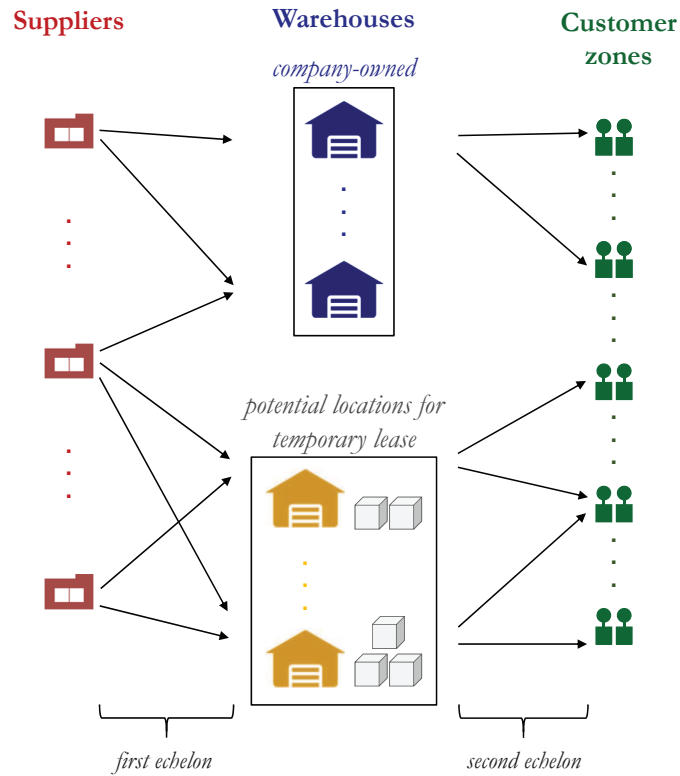 Suppliers
Warehouses
Customer
zones
company-owned
potential locations for
temporary lease
first echelon
second echelon